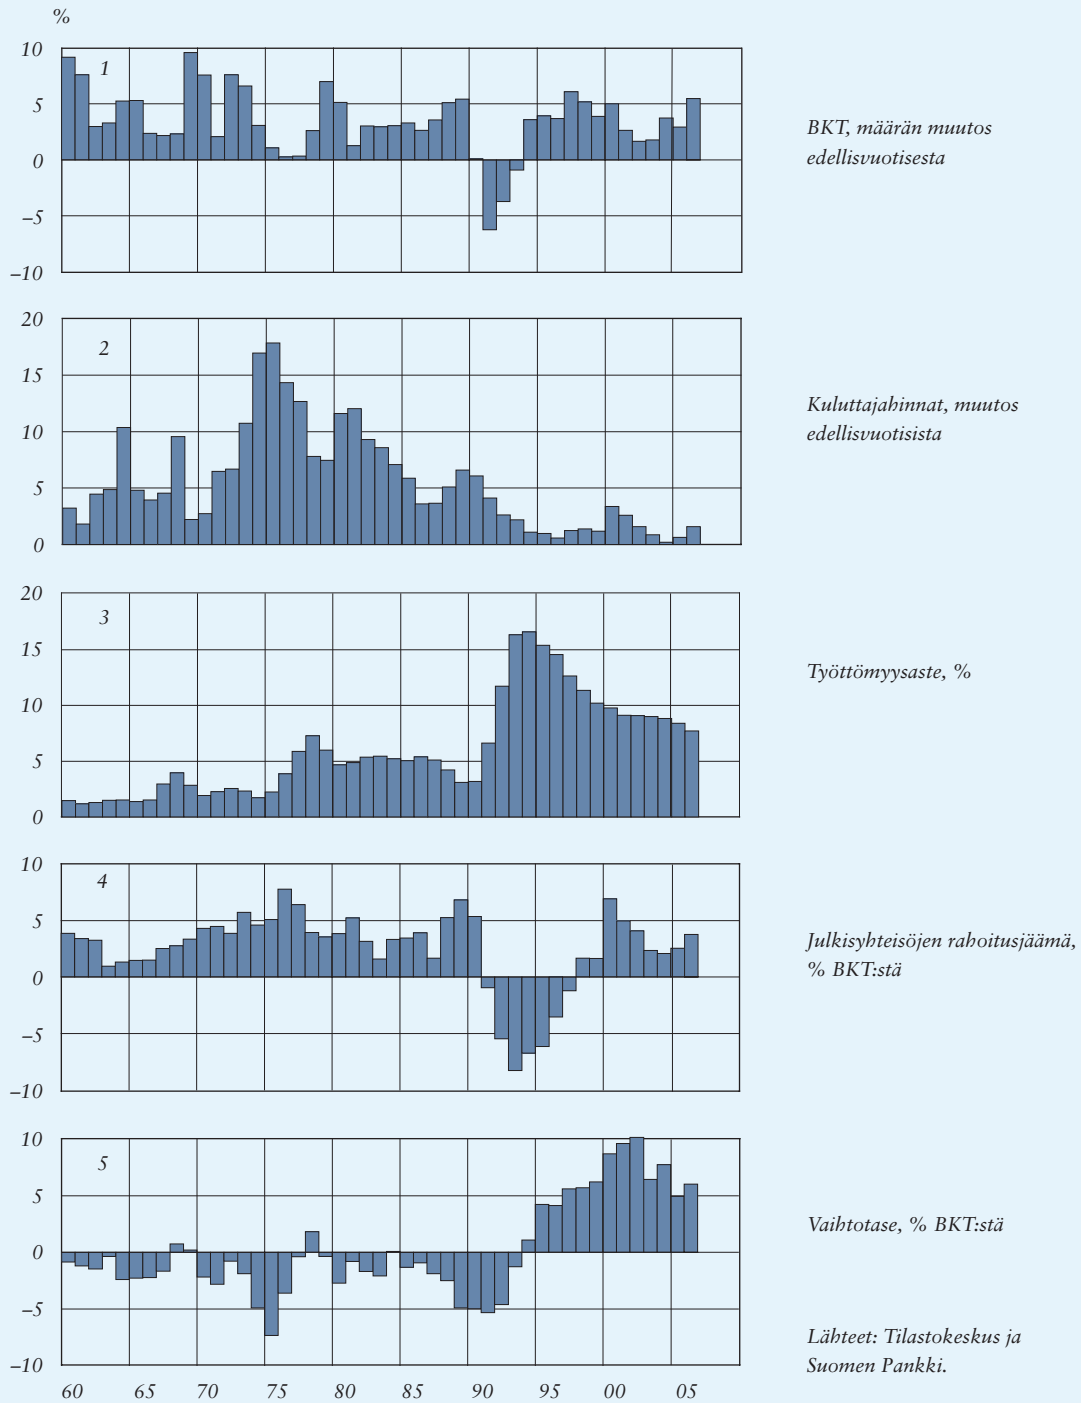 %
10
5
0
–5
–10
1
BKT, määrän muutos
edellisvuotisesta
20
15
10
5
0
2
Kuluttajahinnat, muutos
edellisvuotisista
20
15
10
5
0
3
Työttömyysaste, %
10
5
0
–5
–10
4
Julkisyhteisöjen rahoitusjäämä,
% BKT:stä
10
5
0
–5
–10
5
Vaihtotase, % BKT:stä
60 65 70 75 80 85 90 95 00 05
Lähteet: Tilastokeskus ja
Suomen Pankki.